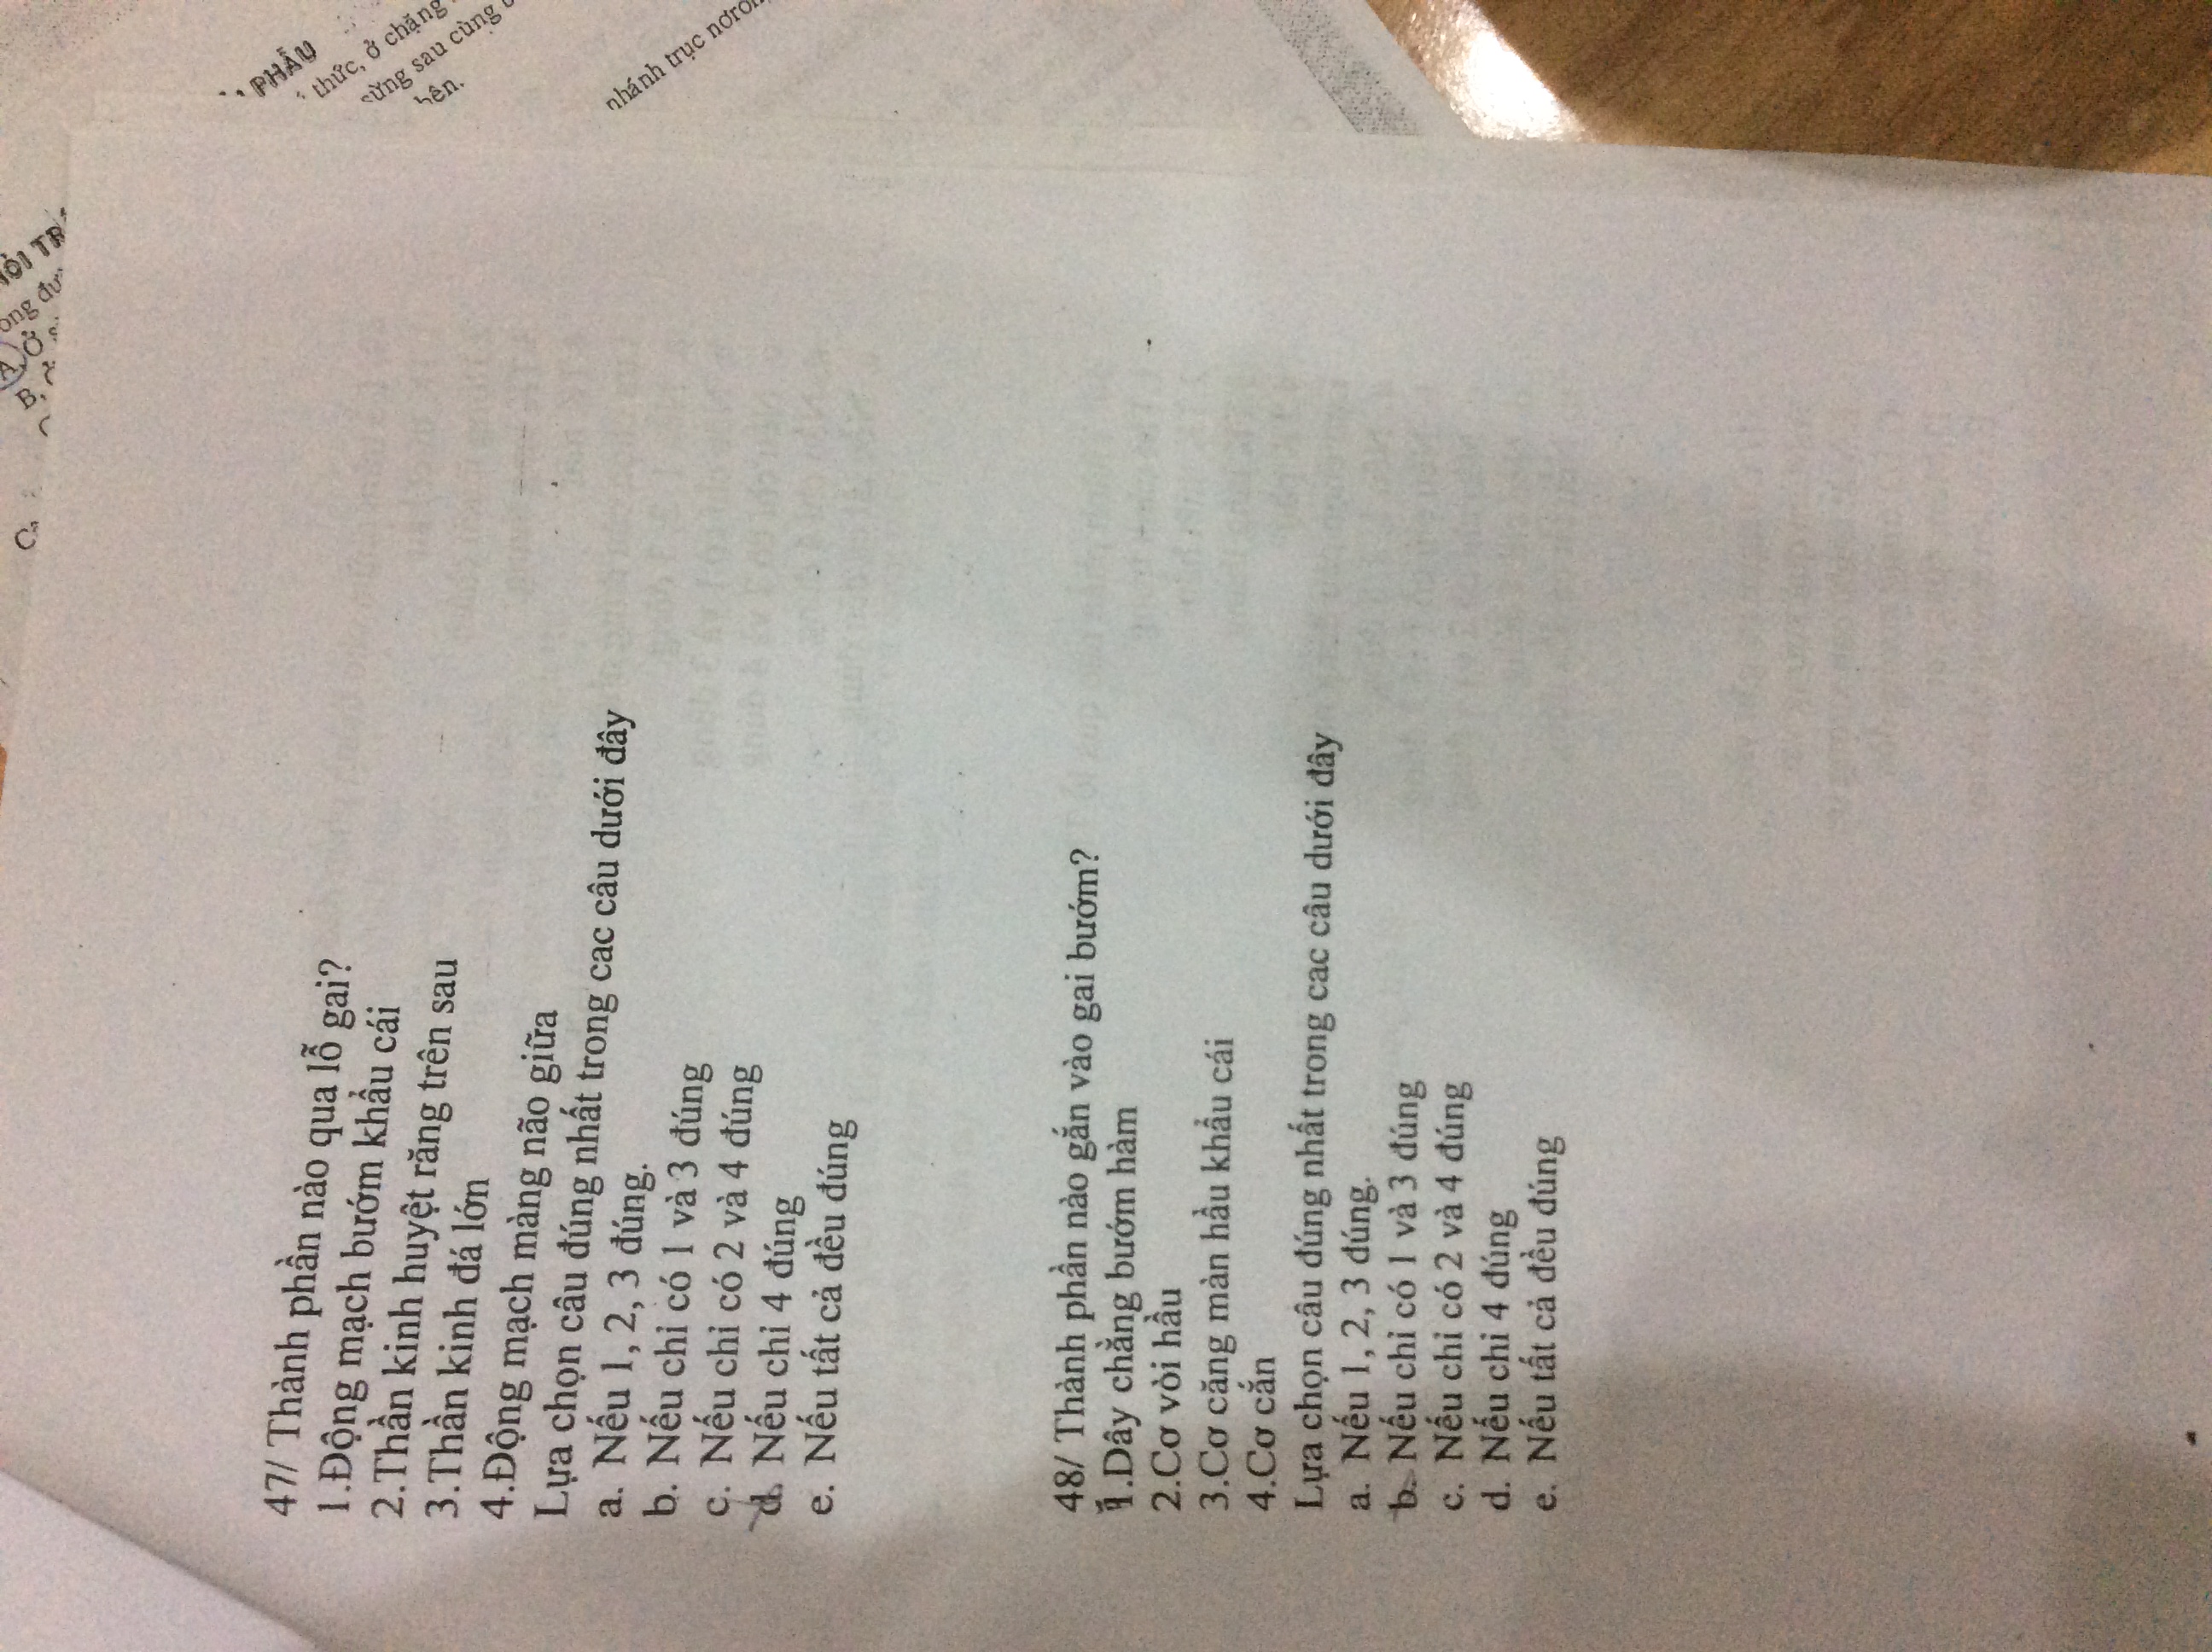 47/ Thành phần nào qua lỗ gai?
1.Động mạch bướm khẩu cái
2.Thần kinh huyệt răng trên sau
3.Thần kinh đá lớn
4.Động mạch màng não giữa
Lựa chọn câu đúng nhất trong cac câu dưới đây
a. Nếu 1, 2, 3 đúng.
b. Nếu chỉ có 1 và 3 đúng
c. Nếu chỉ có 2 và 4 đúng
d. Nếu chỉ 4 đúng
e. Nếu tất cả đều đúng
48/ Thành phần nào gắn vào gai bướm?
1.Dây chằng bướm hàm
2.Cơ vòi hầu
3.Cơ căng màn hầu khẩu cái
4.Cơ cắn
Lựa chọn câu đúng nhất trong cac câu dưới đây
a. Nếu 1, 2, 3 đúng.
b. Nếu chỉ có 1 và 3 đúng
c. Nếu chỉ có 2 và 4 đúng
d. Nếu chỉ 4 đúng
e. Nếu tất cả đều đúng
PHẪU
thức, ở chặng
sau cùng
nhánh trục